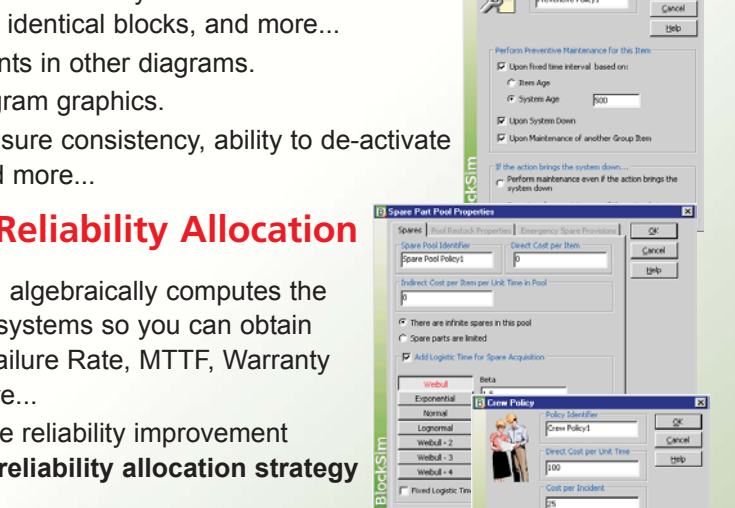 identical blocks, and more...
nts in other diagrams.
gram graphics.
sure consistency, ability to de-activate
d more...
Reliability Allocation
algebraically computes the
systems so you can obtain
ailure Rate, MTTF, Warranty
re...
e reliability improvement
reliability allocation strategy
Cancel
Help
Perform Preventive Maintenance for this Item
Upon fixed time interval based on:
Item Age
System Age 500
Upon System Down
Upon Maintenance of another Group Item
If the action brings the system down...
Perform maintenance even if the action brings the
system down
Spare Part Pool Properties
Spares Pool Restock Properties Emergency Spare Provisions
OK
Cancel
Help
Spare Pool Identifier Direct Cost per Item
Spare Pool Policy1 0
Indirect Cost per Item per Unit Time in Pool
0
There are infinite spares in this pool
Spare parts are limited
Add Logistic Time for Spare Acquisition
Weibull Beta
Exponential
Normal
Lognormal
Weibull - 2
Weibull - 3
Weibull - 4
Fixed Logistic Tim
BlockSim
Crew Policy
Policy Identifier
Crew Policy1
Direct Cost per Unit Time
100
Cost per Incident
25
OK
Cancel
Help